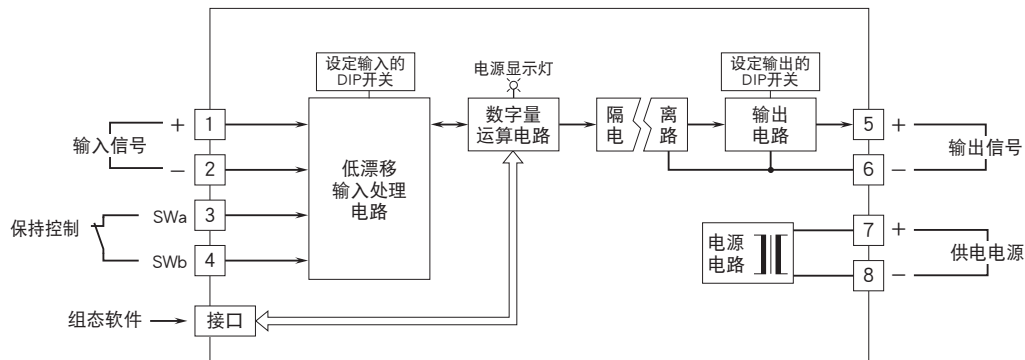 设定输入的
DIP开关
电源显示灯
设定输出的
DIP开关
输入信号
+
1
−
2
保持控制
SWa
3
SWb
4
组态软件
接口
低漂移
输入处理
电路
数字量
运算电路
隔 离
电 路
输出
电路
5
+
输出信号
6
−
电源
电路
7
+
供电电源
8
−